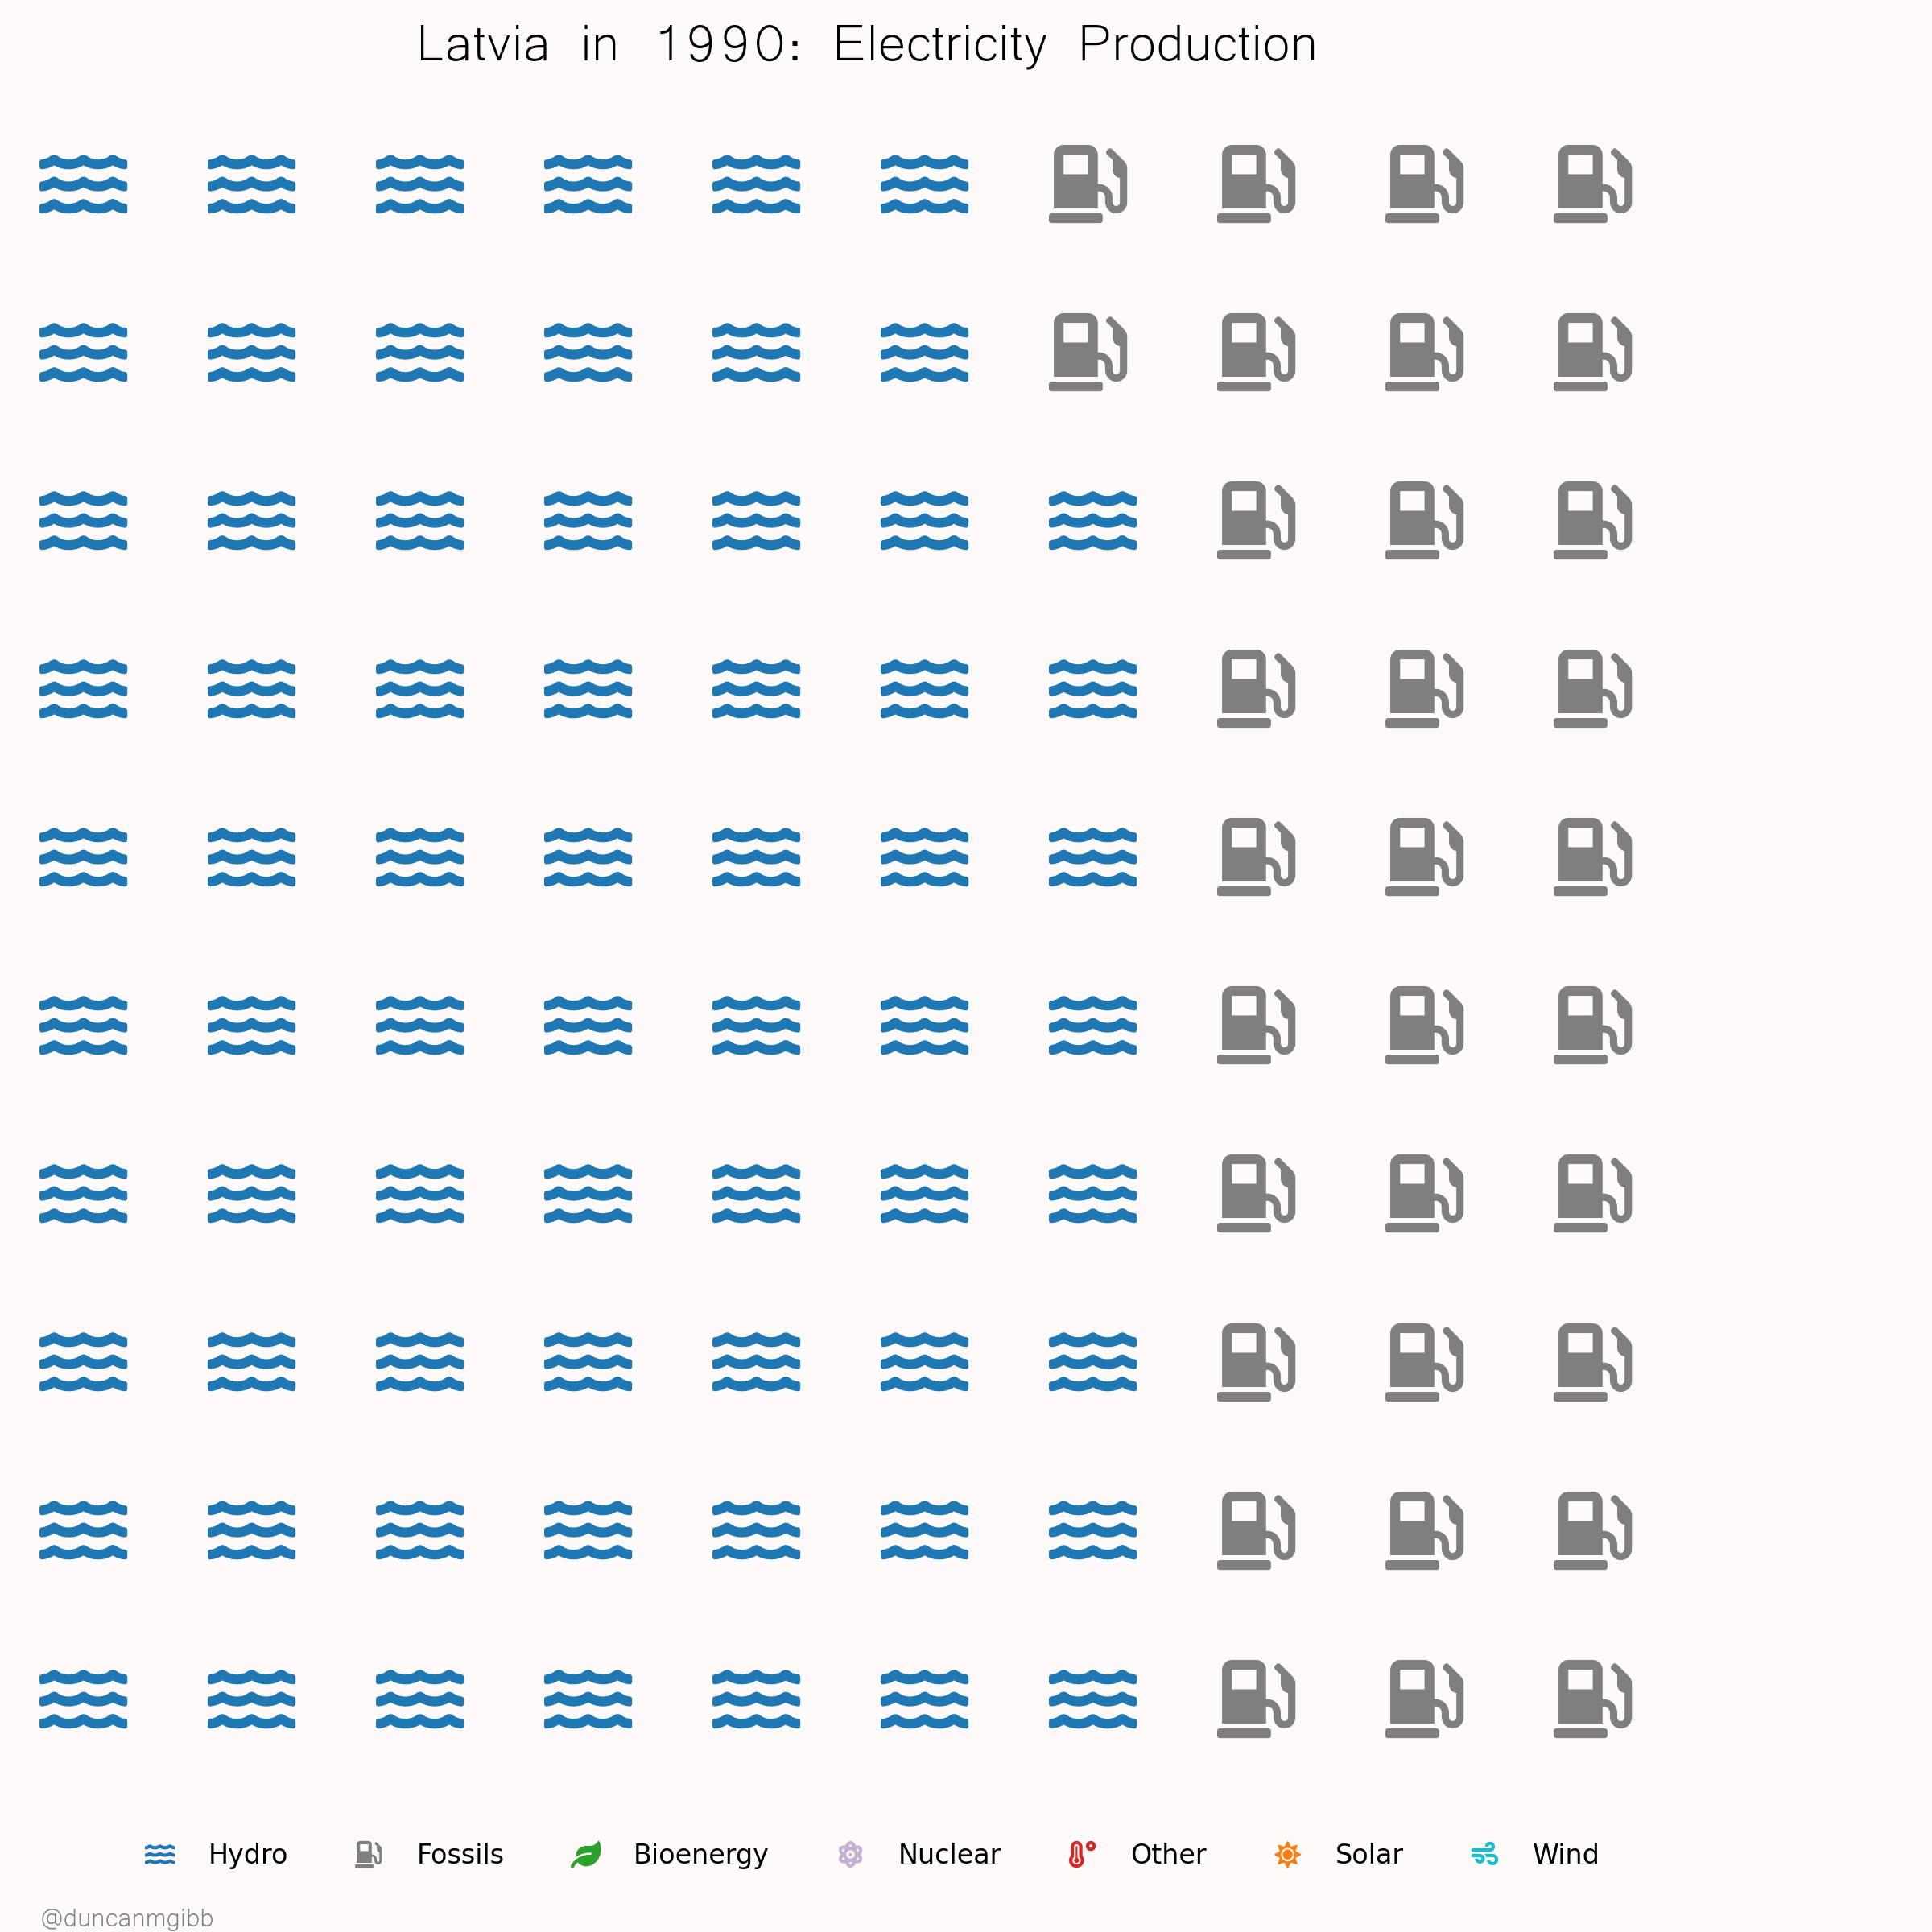 Latvia in 1990: Electricity Production
Hydro Fossils Bioenergy Nuclear Other Solar Wind
@duncanmgibb